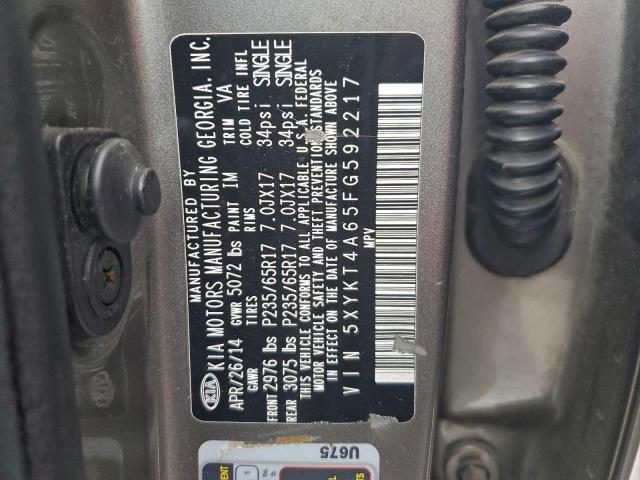 KIA
MANUFACTURED BY
KIA MOTORS MANUFACTURING GEORGIA, INC.
APR/26/14 GVWR 5072 lbs PAINT IM TRIM VA
GAWR TIRES RIMS COLD TIRE INFL
FRONT 2976 lbs P235/65R17 7.0JX17 34psi SINGLE
REAR 3075 lbs P235/65R17 7.0JX17 34psi SINGLE
THIS VEHICLE CONFORMS TO ALL APPLICABLE U.S.A. FEDERAL
MOTOR VEHICLE SAFETY AND THEFT PREVENTION STANDARDS
IN EFFECT ON THE DATE OF MANUFACTURE SHOWN ABOVE
VIN 5XYKT4A65FG592217
MPV
U675